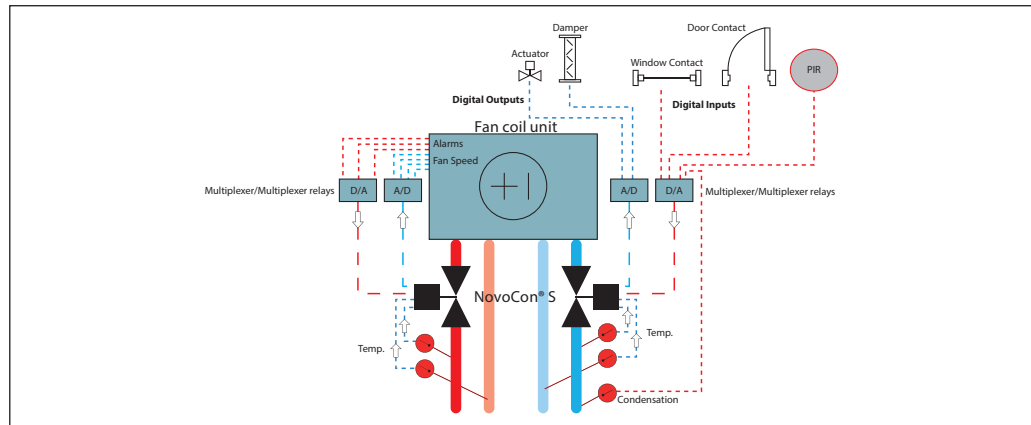 Damper
Door Contact
Actuator
Window Contact
PIR
Digital Outputs
Digital Inputs
Fan coil unit
Alarms
Fan Speed
Multiplexer/Multiplexer relays
D/A
A/D
A/D
D/A
Multiplexer/Multiplexer relays
NovoCon® S
Temp.
Temp.
Condensation